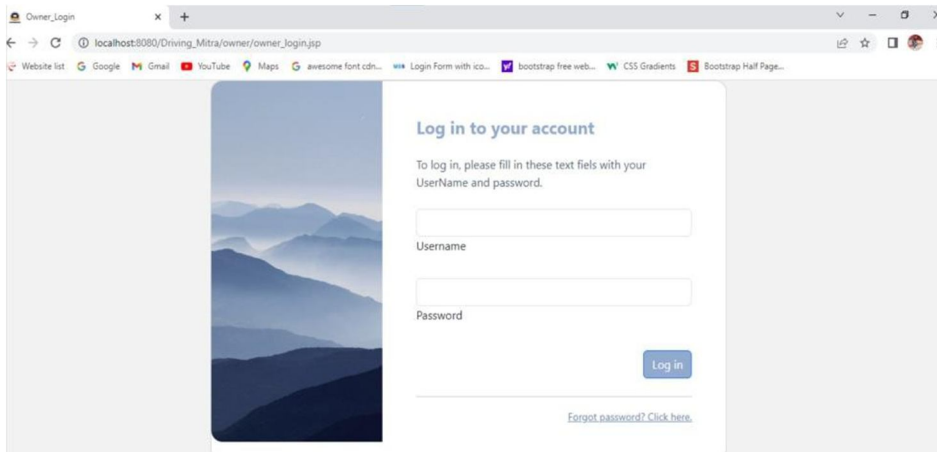 Owner_Login
localhost:8080/Driving_Mitra/owner/owner_login.jsp
Website list Google Gmail YouTube Maps awesome font cdn... Login Form with ico... bootstrap free web... CSS Gradients Bootstrap Half Page...
Log in to your account
To log in, please fill in these text fiels with your
UserName and password.
Username
Password
Log in
Forgot password? Click here.